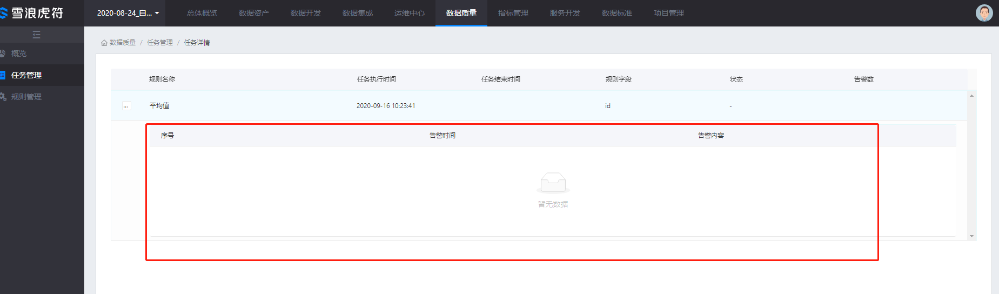 雪浪虎符
2020-08-24_自... 总体概览 数据资产 数据开发 数据集成 运维中心 数据质量 指标管理 服务开发 数据标准 项目管理
概览
任务管理
规则管理
数据质量 / 任务管理 / 任务详情
规则名称 任务执行时间 任务结束时间 规则字段 状态 告警数
... 平均值 2020-09-16 10:23:41 id -
序号 告警时间 告警内容
暂无数据